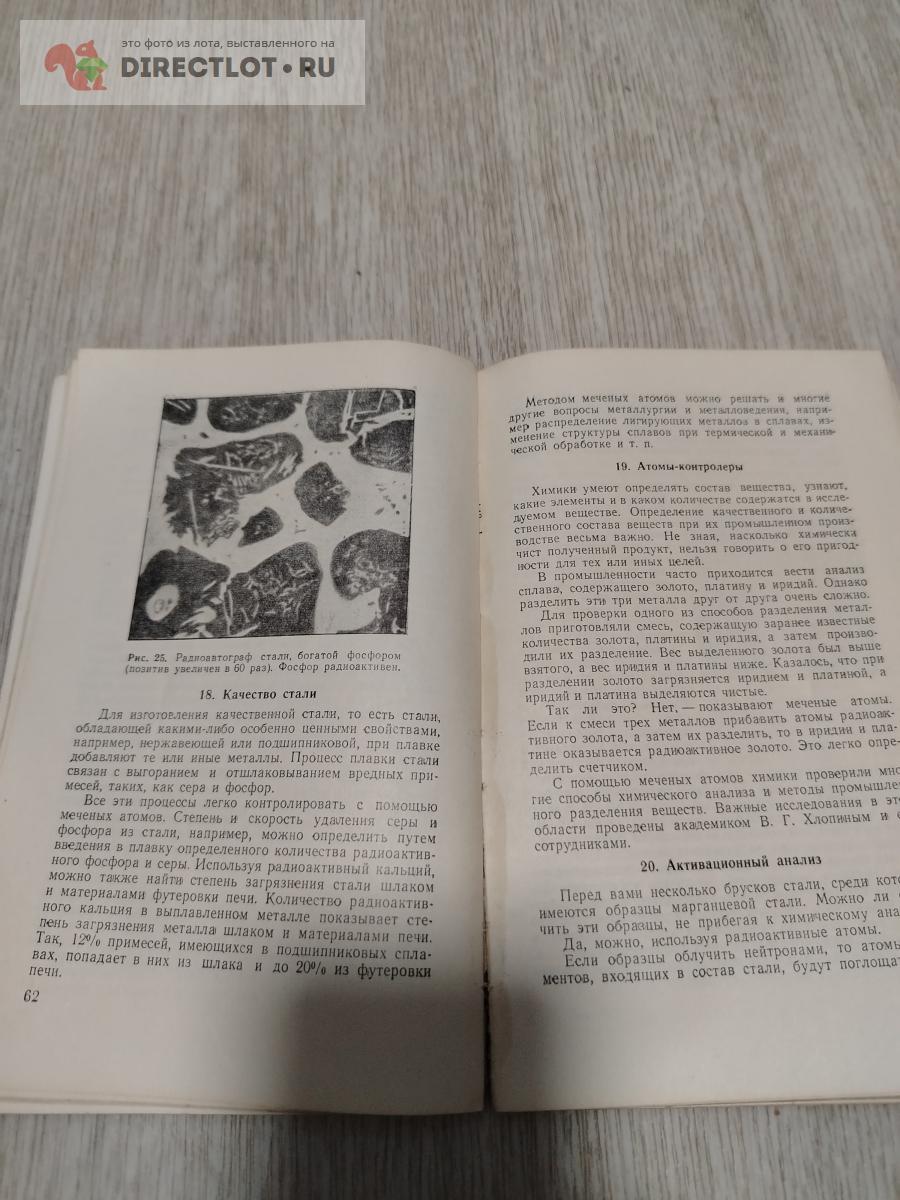 это фото из лота, выставленного на
DIRECTLOT•RU
Рис. 25. Радиоавтограф стали, богатой фосфором
(позитив увеличен в 60 раз). Фосфор радиоактивен.
18. Качество стали
Для изготовления качественной стали, то есть стали,
обладающей какими-либо особенно ценными свойствами,
например, нержавеющей или подшипниковой, при плавке
добавляют те или иные металлы. Процесс плавки стали
связан с выгоранием и отшлаковыванием вредных при-
месей, таких, как сера и фосфор.
Все эти процессы легко контролировать с помощью
меченых атомов. Степень и скорость удаления серы и
фосфора из стали, например, можно определить путем
введения в плавку определенного количества радиоактив-
ного фосфора и серы. Используя радиоактивный кальций,
можно также найти степень загрязнения стали шлаком
и материалами футеровки печи. Количество радиоактив-
ного кальция в выплавленном металле показывает сте-
пень загрязнения металла шлаком и материалами печи.
Так, 12% примесей, имеющихся в подшипниковых спла-
вах, попадает в них из шлака и до 20% из футеровки
печи.
62
Методом меченых атомов можно решать и многие
другие вопросы металлургии и металловедения, напри-
мер распределение лигирующих металлов в сплавах, из-
менение структуры сплавов при термической и механи-
ческой обработке и т. п.
19. Атомы-контролеры
Химики умеют определять состав вещества, узнают,
какие элементы и в каком количестве содержатся в иссле-
дуемом веществе. Определение качественного и количе-
ственного состава веществ при их промышленном произ-
водстве весьма важно. Не зная, насколько химически
чист полученный продукт, нельзя говорить о его пригод-
ности для тех или иных целей.
В промышленности часто приходится вести анализ
сплава, содержащего золото, платину и иридий. Однако
разделить эти три металла друг от друга очень сложно.
Для проверки одного из способов разделения метал-
лов приготовляли смесь, содержащую заранее известные
количества золота, платины и иридия, а затем произво-
дили их разделение. Вес выделенного золота был выше
взятого, а вес иридия и платины ниже. Казалось, что при
разделении золото загрязняется иридием и платиной, а
иридий и платина выделяются чистые.
Так ли это? Нет, — показывают меченые атомы.
Если к смеси трех металлов прибавить атомы радиоак-
тивного золота, а затем их разделить, то в иридии и пла-
тине оказывается радиоактивное золото. Это легко опре-
делить счетчиком.
С помощью меченых атомов химики проверили мно
гие способы химического анализа и методы промышле
ного разделения веществ. Важные исследования в эт
области проведены академиком В. Г. Хлопиным и с
сотрудниками.
20. Активационный анализ
Перед вами несколько брусков стали, среди кото
имеются образцы марганцевой стали. Можно ли
чить эти образцы, не прибегая к химическому ана
Да, можно, используя радиоактивные атомы.
Если образцы облучить нейтронами, то атомы
ментов, входящих в состав стали, будут поглоща